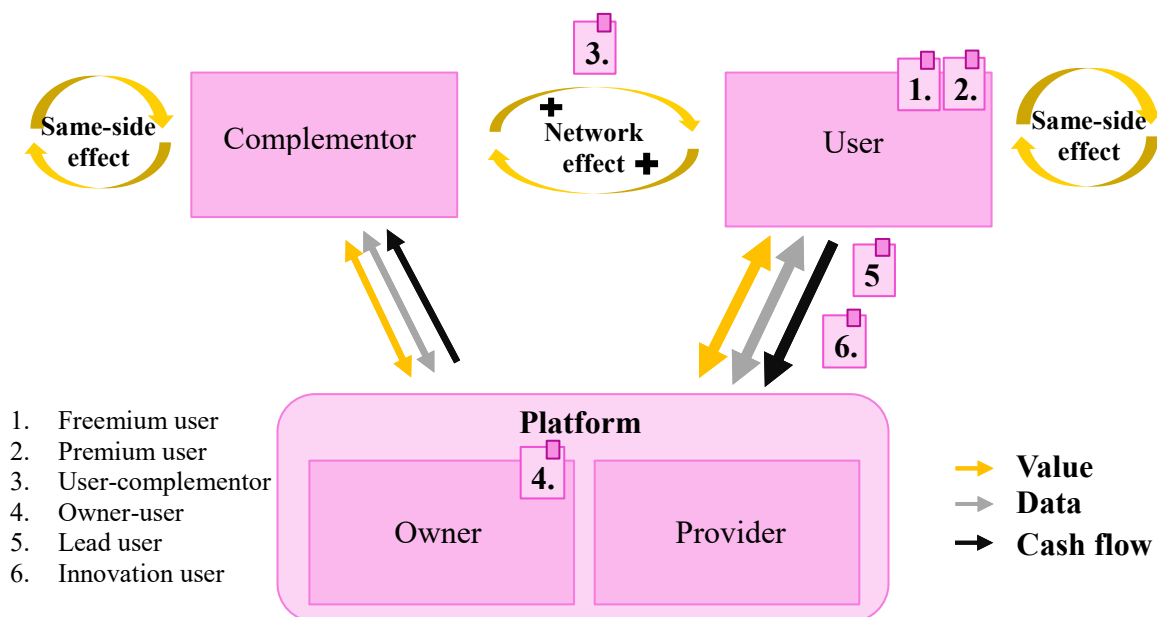 3.
1.
2.
Same-side
effect
Complementor
Network
effect
User
Same-side
effect
5
6.
Platform
4.
Owner
Provider
1. Freemium user
2. Premium user
3. User-complementor
4. Owner-user
5. Lead user
6. Innovation user
Value
Data
Cash flow